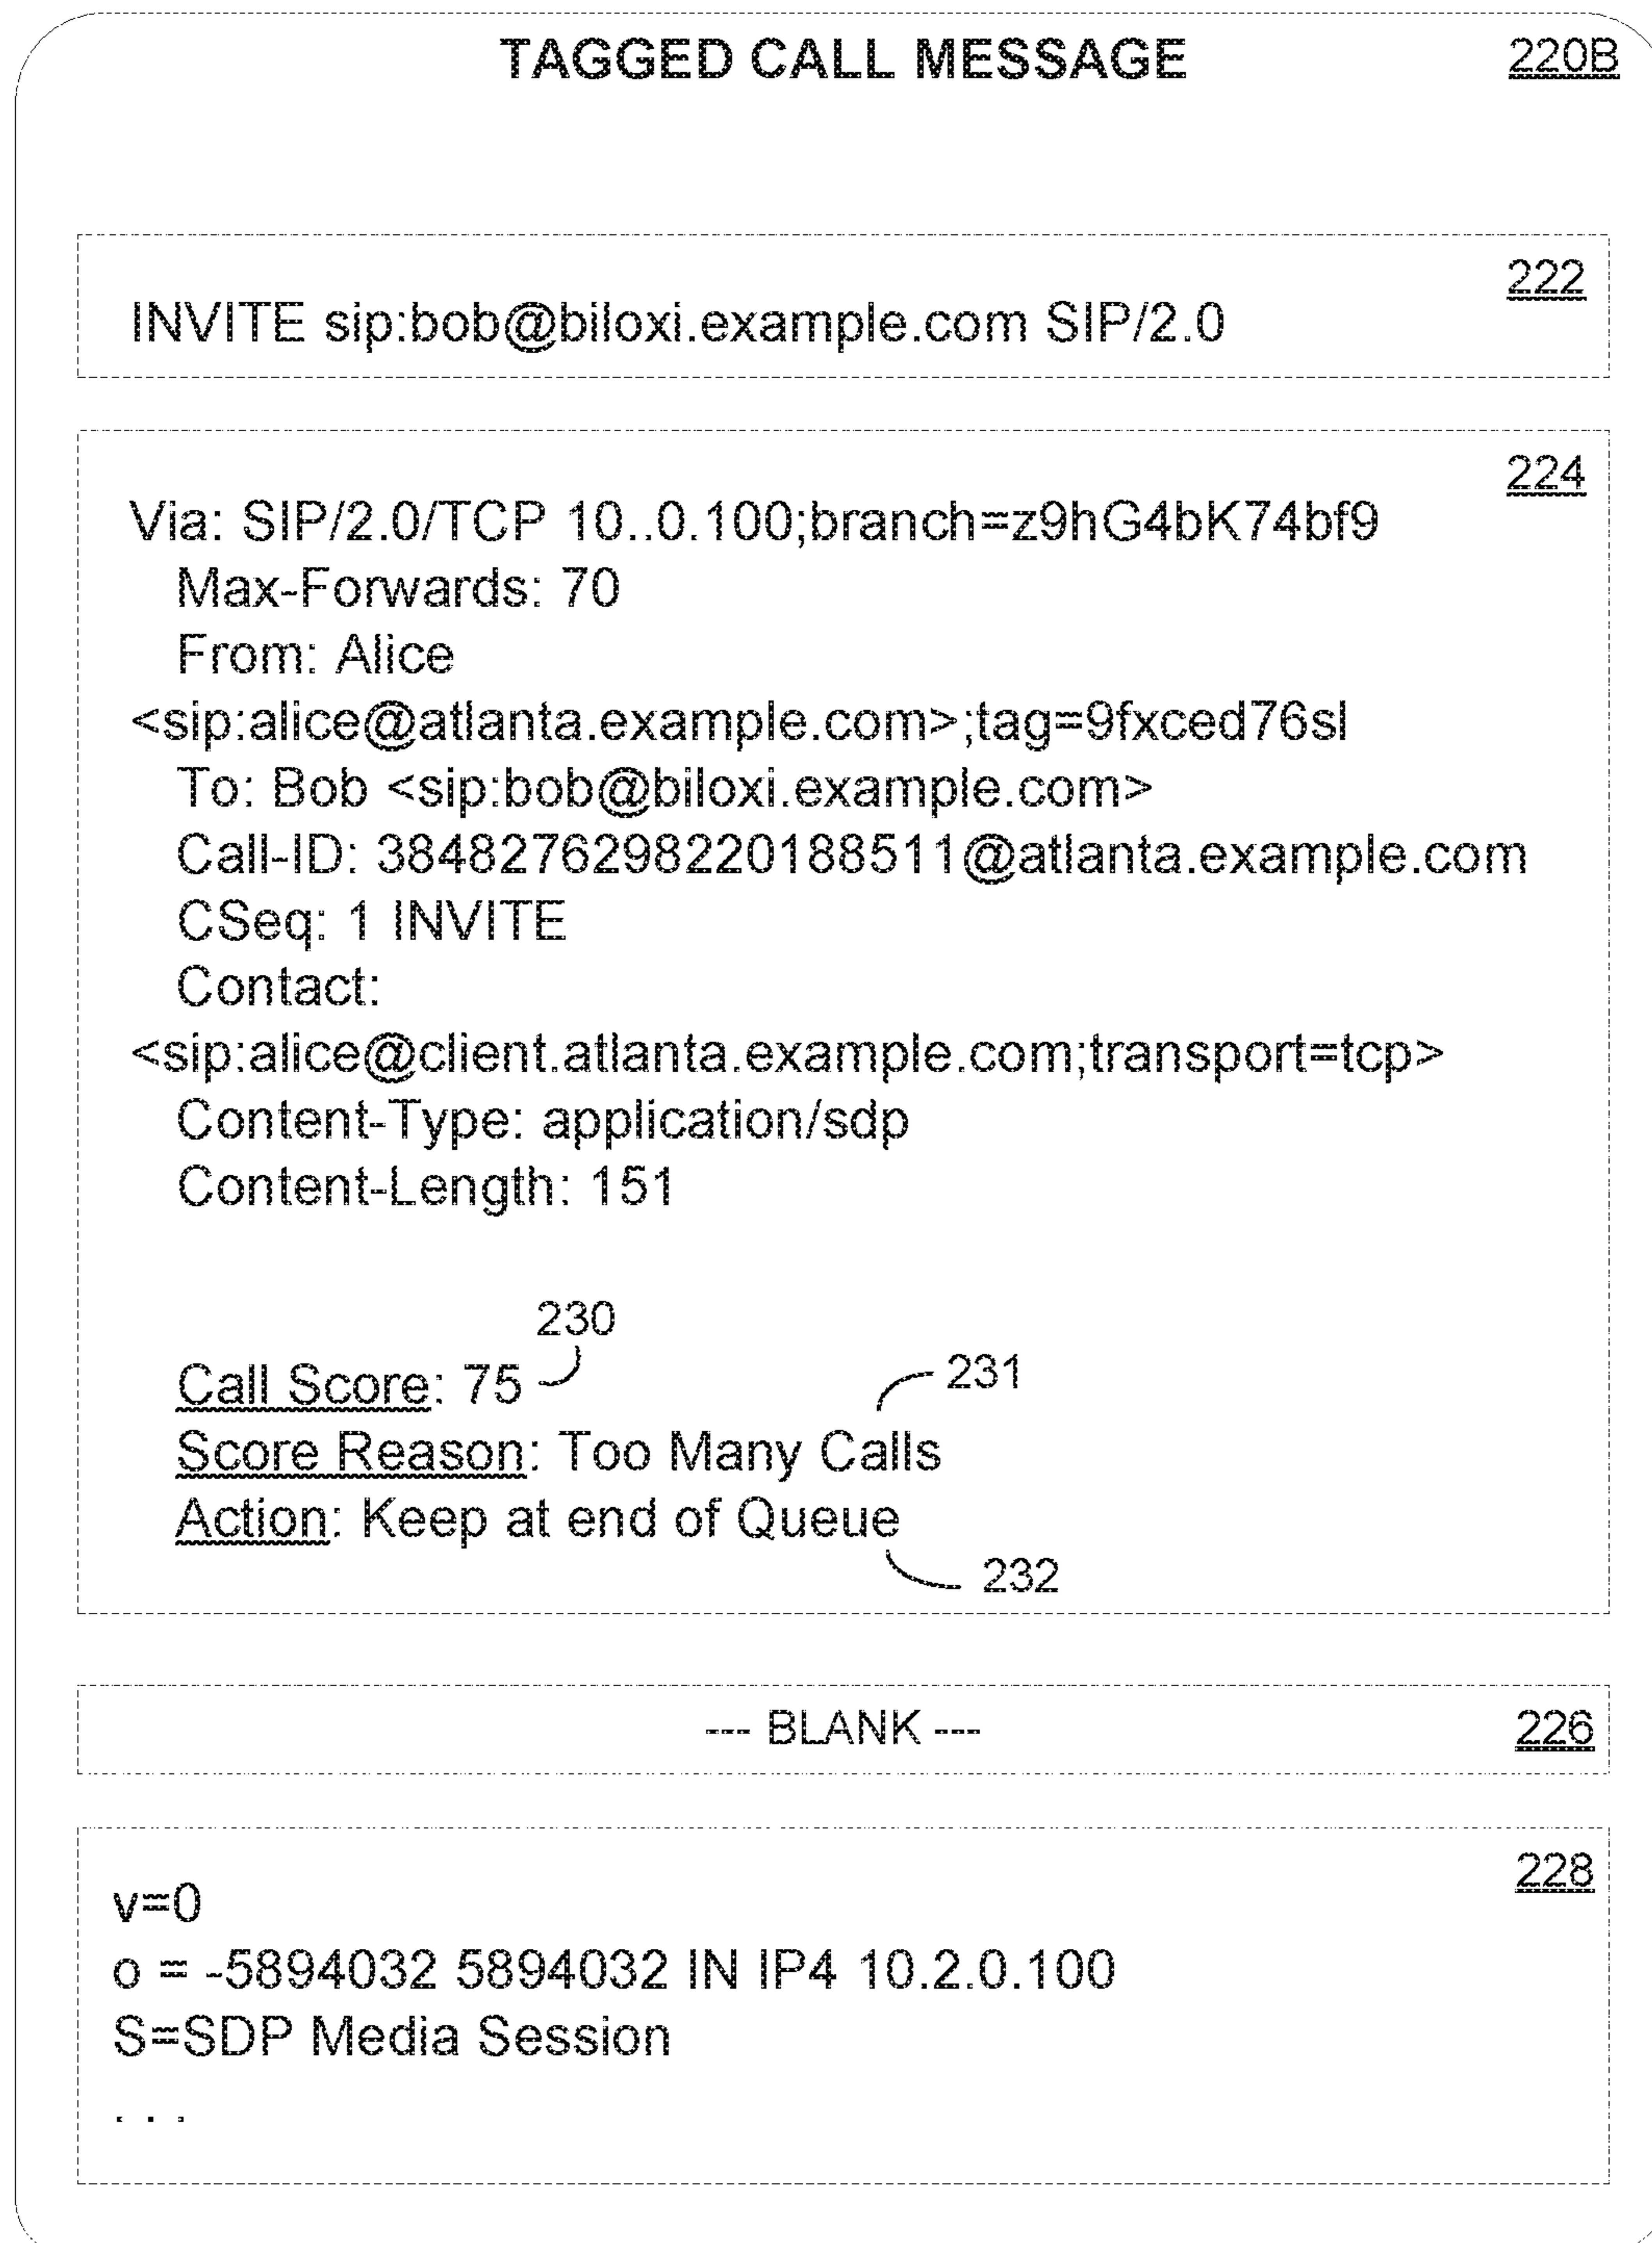 TAGGED CALL MESSAGE 220B
222
INVITE sip:bob@biloxi.example.com SIP/2.0
224
Via: SIP/2.0/TCP 10..0.100;branch=z9hG4bK74bf9
Max-Forwards: 70
From: Alice
<sip:alice@atlanta.example.com>;tag=9fxced76sl
To: Bob <sip:bob@biloxi.example.com>
Call-ID: 3848276298220188511@atlanta.example.com
CSeq: 1 INVITE
Contact:
<sip:alice@client.atlanta.example.com;transport=tcp>
Content-Type: application/sdp
Content-Length: 151
230
Call Score: 75
231
Score Reason: Too Many Calls
Action: Keep at end of Queue
232
--- BLANK --- 226
228
v=0
o = -5894032 5894032 IN IP4 10.2.0.100
S=SDP Media Session
. . .